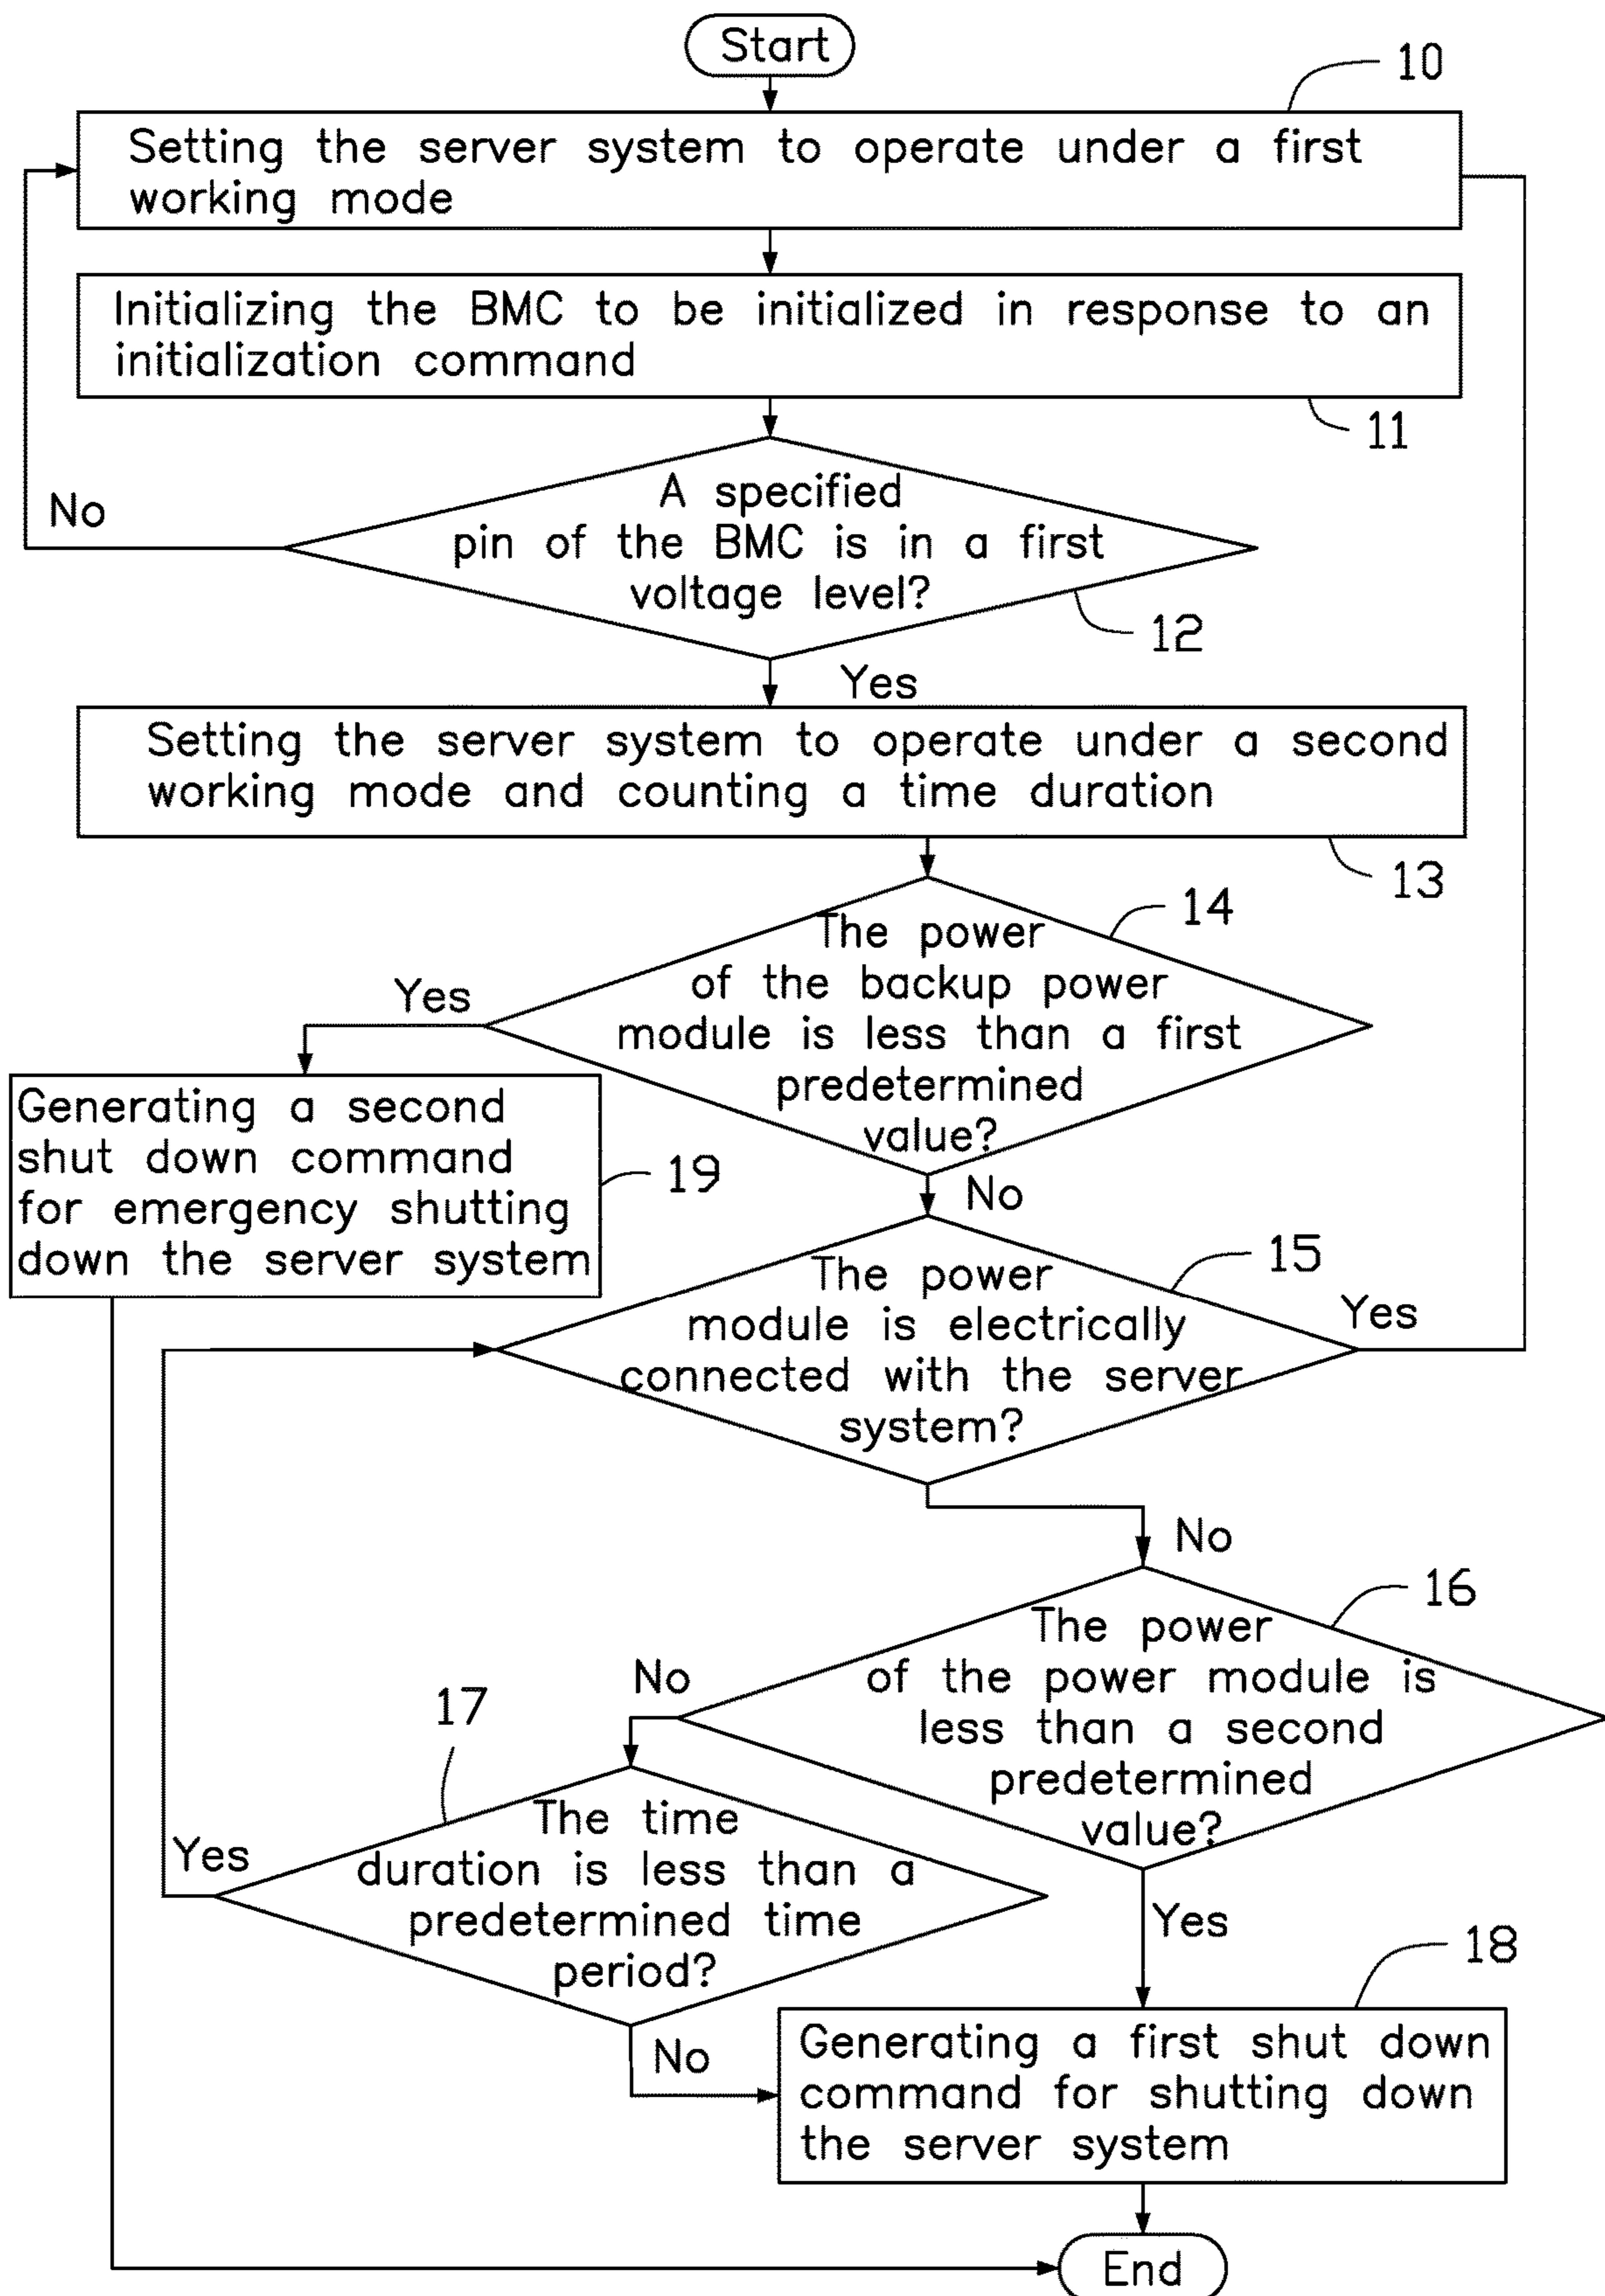 Start
10
Setting the server system to operate under a first
working mode
Initializing the BMC to be initialized in response to an
initialization command
11
No
A specified
pin of the BMC is in a first
voltage level?
12
Yes
Setting the server system to operate under a second
working mode and counting a time duration
13
14
The power
of the backup power
module is less than a first
predetermined
value?
Yes
Generating a second
shut down command
for emergency shutting
down the server system
19
No
15
The power
module is electrically
connected with the server
system?
Yes
No
16
The power
of the power module is
less than a second
predetermined
value?
No
17
The time
duration is less than a
predetermined time
period?
Yes
Yes
18
No
Generating a first shut down
command for shutting down
the server system
End